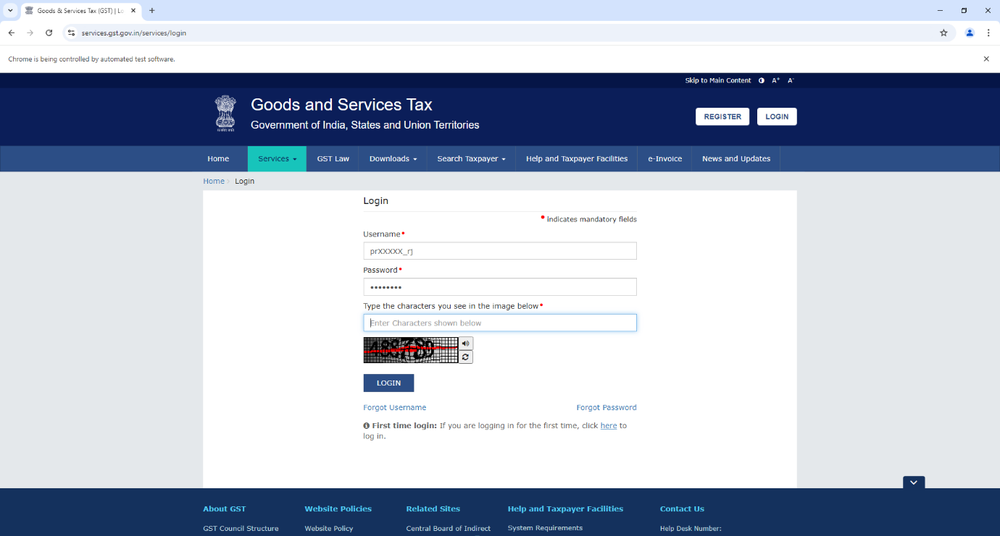 Goods & Services Tax (GST) | Lo
services.gst.gov.in/services/login
Chrome is being controlled by automated test software.
Skip to Main Content A+ A-
Goods and Services Tax
Government of India, States and Union Territories
REGISTER LOGIN
Home Services GST Law Downloads Search Taxpayer Help and Taxpayer Facilities e-Invoice News and Updates
Home > Login
Login
• indicates mandatory fields
Username•
prXXXXX_rj
Password•
••••••••
Type the characters you see in the image below•
Enter Characters shown below
LOGIN
Forgot Username Forgot Password
First time login: If you are logging in for the first time, click here to
log in.
About GST Website Policies Related Sites Help and Taxpayer Facilities Contact Us
GST Council Structure Website Policy Central Board of Indirect System Requirements Help Desk Number: